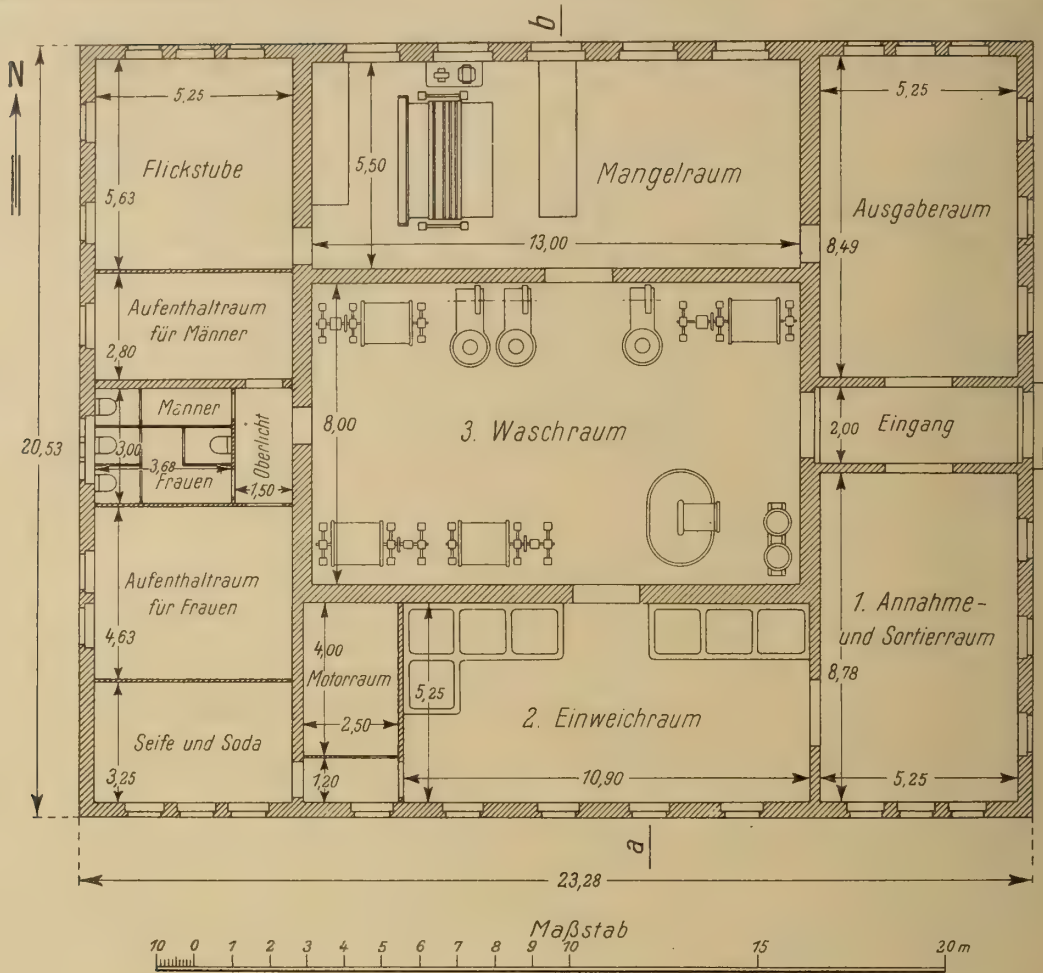 b
N
5,25
5,63
Flickstube
5,50
Mangelraum
13,00
5,25
Ausgaberaum
8,49
Aufenthaltraum
für Männer
2,80
20,53
Männer
3,00
3,68
Frauen
Oberlicht
1,50
8,00
3. Waschraum
2,00
Eingang
Aufenthaltraum
für Frauen
4,63
4,00
Motorraum
2,50
5,25
2. Einweichraum
1. Annahme-
und Sortierraum
8,78
Seife und Soda
3,25
1,20
10,90
5,25
a
23,28
Maßstab
10 0 1 2 3 4 5 6 7 8 9 10 15 20 m